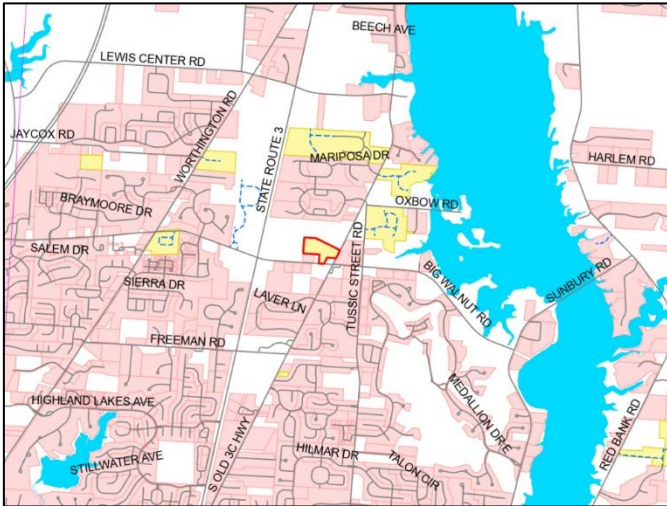 BEECH AVE
LEWIS CENTER RD
WORTHINGTON RD
STATE ROUTE 3
JAYCOX RD
MARIPOSA DR
HARLEM RD
BRAYMOORE DR
OXBOW RD
SALEM DR
TUSSIC STREET RD
BIG WALNUT RD
SUNBURY RD
SIERRA DR
LAVER LN
FREEMAN RD
MEDALLION DR E
HIGHLAND LAKES AVE
S OLD 3C HWY
RED BANK RD
STILLWATER AVE
HILMAR DR
TALON CIR